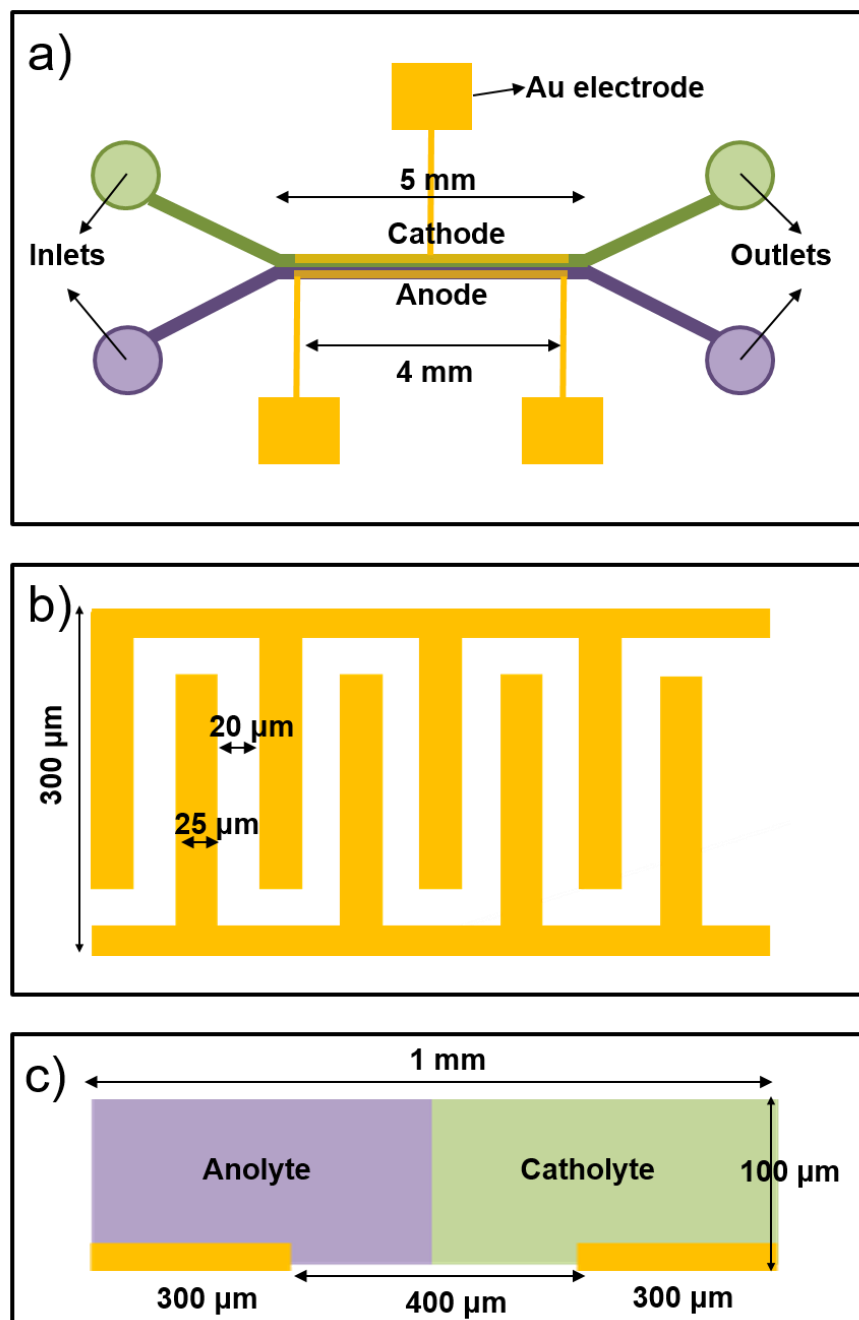 a)
Au electrode
5 mm
Cathode
Inlets
Outlets
Anode
4 mm
b)
300 µm
20 µm
25 µm
c)
1 mm
Anolyte
Catholyte
100 µm
300 µm
400 µm
300 µm